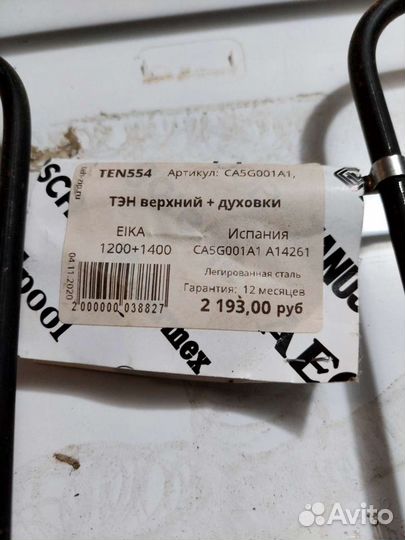 TEN554 Артикул: CA5G001A1,
ТЭН верхний + духовки
EIKA Испания
1200+1400 CA5G001A1 A14261
Легированная сталь
Гарантия: 12 месяцев
2 193,00 руб
2 000000 038827
04.11.2020
Avito